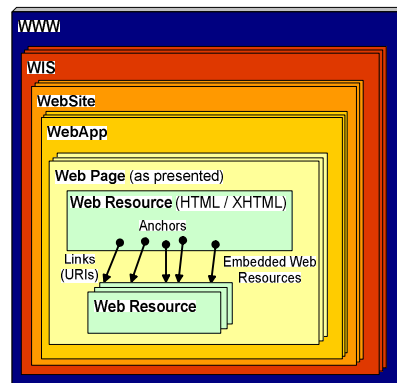 WWW
WIS
WebSite
WebApp
Web Page (as presented)
Web Resource (HTML / XHTML)
Anchors
Links
(URIs)
Embedded Web
Resources
Web Resource